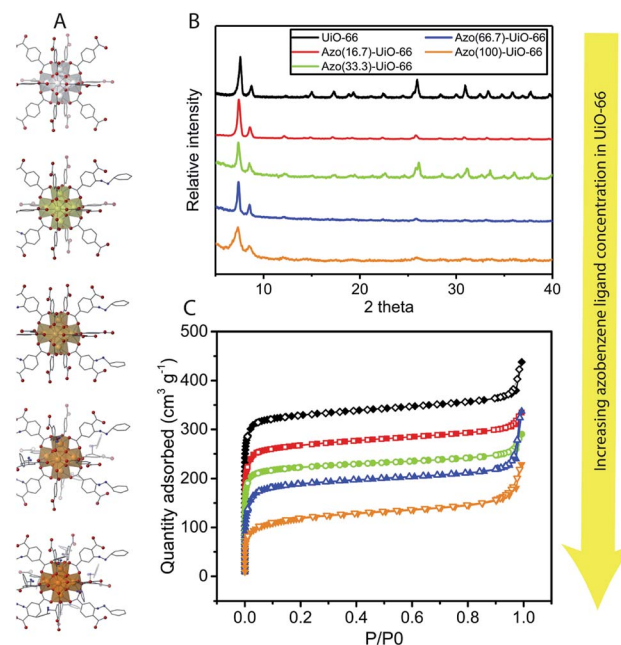 A
B
UiO-66
Azo(66.7)-UiO-66
Azo(16.7)-UiO-66
Azo(100)-UiO-66
Azo(33.3)-UiO-66
Relative intensity
10
20
30
40
2 theta
C
500
400
300
200
100
0
Quantity adsorbed (cm³ g⁻¹)
0.0
0.2
0.4
0.6
0.8
1.0
P/P0
Increasing azobenzene ligand concentration in UiO-66